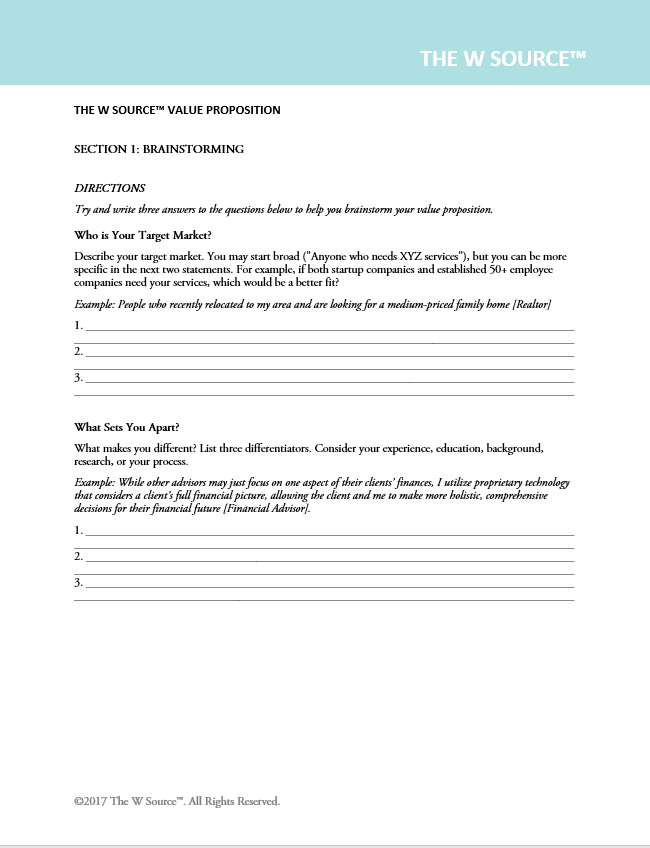 THE W SOURCE™
THE W SOURCE™ VALUE PROPOSITION
SECTION 1: BRAINSTORMING
DIRECTIONS
Try and write three answers to the questions below to help you brainstorm your value proposition.
Who is Your Target Market?
Describe your target market. You may start broad ("Anyone who needs XYZ services"), but you can be more
specific in the next two statements. For example, if both startup companies and established 50+ employee
companies need your services, which would be a better fit?
Example: People who recently relocated to my area and are looking for a medium-priced family home [Realtor]
1.
2.
3.
What Sets You Apart?
What makes you different? List three differentiators. Consider your experience, education, background,
research, or your process.
Example: While other advisors may just focus on one aspect of their clients' finances, I utilize proprietary technology
that considers a client's full financial picture, allowing the client and me to make more holistic, comprehensive
decisions for their financial future [Financial Advisor].
1.
2.
3.
©2017 The W Source™. All Rights Reserved.